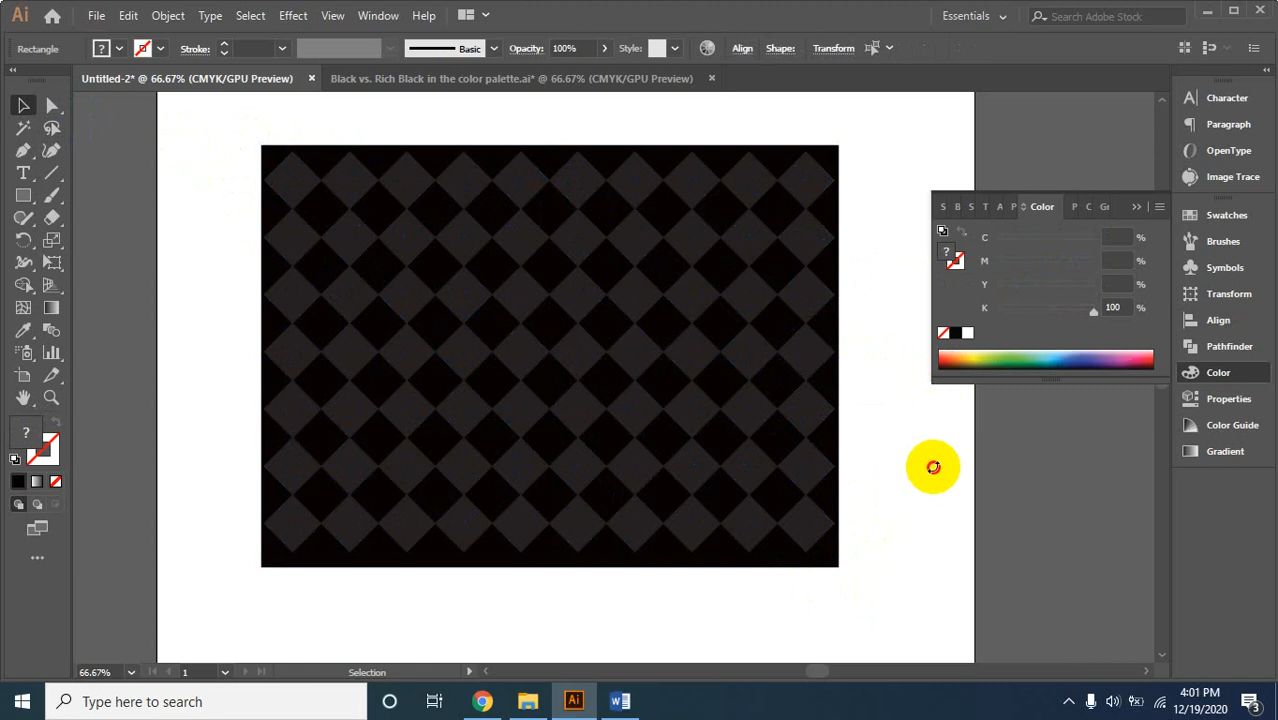 Ai File Edit Object Type Select Effect View Window Help Essentials Search Adobe Stock
Rectangle ? Stroke: Basic Opacity: 100% Style: Align Shape: Transform
Untitled-2* @ 66.67% (CMYK/GPU Preview) Black vs. Rich Black in the color palette.ai* @ 66.67% (CMYK/GPU Preview)
Character
Paragraph
OpenType
Image Trace
S B S T A P Color P C Gr
Swatches
C %
Brushes
?
M %
Symbols
Y %
Transform
K 100 %
Align
Pathfinder
Color
Properties
Color Guide
?
Gradient
66.67% 1 Selection
Type here to search Ai W 4:01 PM
12/19/2020 3